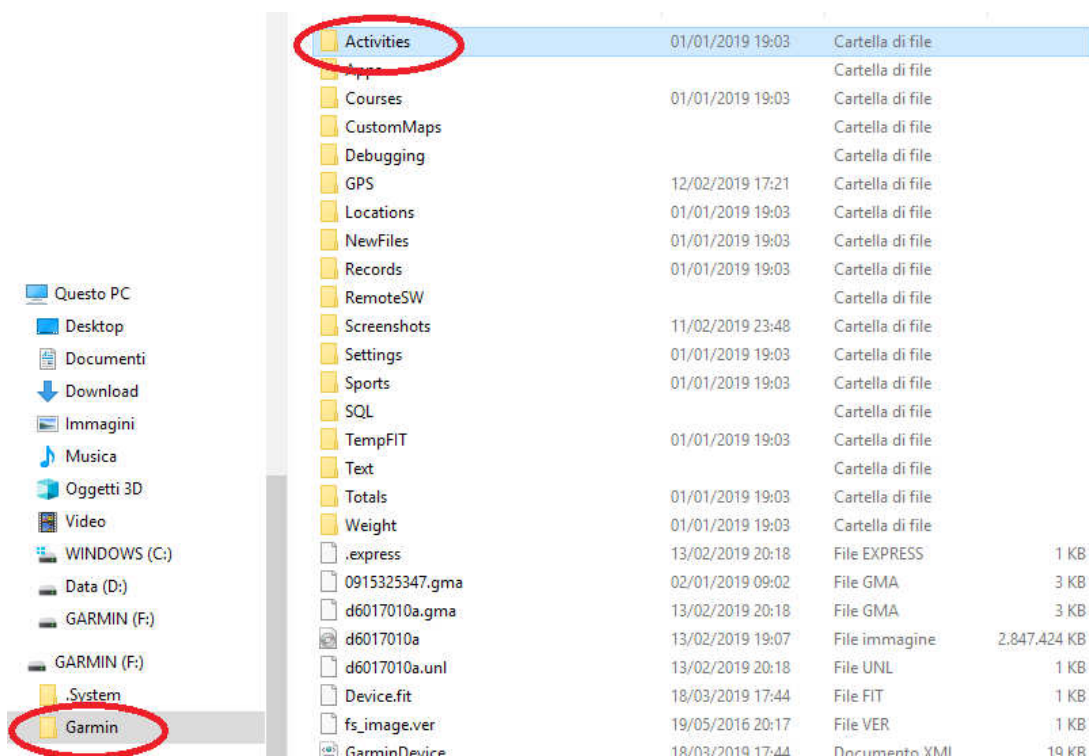 Questo PC
Desktop
Documenti
Download
Immagini
Musica
Oggetti 3D
Video
WINDOWS (C:)
Data (D:)
GARMIN (F:)
GARMIN (F:)
.System
Garmin
Activities 01/01/2019 19:03 Cartella di file
Apps Cartella di file
Courses 01/01/2019 19:03 Cartella di file
CustomMaps Cartella di file
Debugging Cartella di file
GPS 12/02/2019 17:21 Cartella di file
Locations 01/01/2019 19:03 Cartella di file
NewFiles 01/01/2019 19:03 Cartella di file
Records 01/01/2019 19:03 Cartella di file
RemoteSW Cartella di file
Screenshots 11/02/2019 23:48 Cartella di file
Settings 01/01/2019 19:03 Cartella di file
Sports 01/01/2019 19:03 Cartella di file
SQL Cartella di file
TempFIT 01/01/2019 19:03 Cartella di file
Text Cartella di file
Totals 01/01/2019 19:03 Cartella di file
Weight 01/01/2019 19:03 Cartella di file
.express 13/02/2019 20:18 File EXPRESS 1 KB
0915325347.gma 02/01/2019 09:02 File GMA 3 KB
d6017010a.gma 13/02/2019 20:18 File GMA 3 KB
d6017010a 13/02/2019 19:07 File immagine 2.847.424 KB
d6017010a.unl 13/02/2019 20:18 File UNL 1 KB
Device.fit 18/03/2019 17:44 File FIT 1 KB
fs_image.ver 19/05/2016 20:17 File VER 1 KB
GarminDevice 18/03/2019 17:44 Documento XML 19 KB